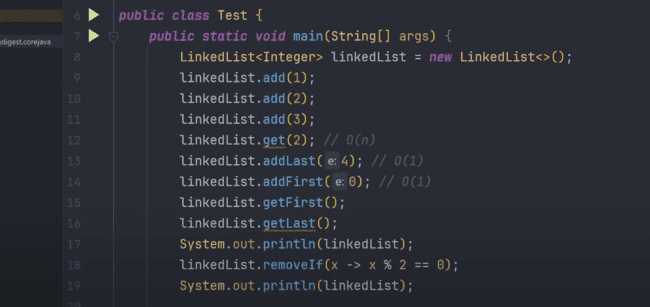 6 public class Test {
ndigest.corejava
7 public static void main(String[] args) {
8 LinkedList<Integer> linkedList = new LinkedList<>();
9 linkedList.add(1);
10 linkedList.add(2);
11 linkedList.add(3);
12 linkedList.get(2); // O(n)
13 linkedList.addLast( e: 4); // O(1)
14 linkedList.addFirst( e: 0); // O(1)
15 linkedList.getFirst();
16 linkedList.getLast();
17 System.out.println(linkedList);
18 linkedList.removeIf(x -> x % 2 == 0);
19 System.out.println(linkedList);